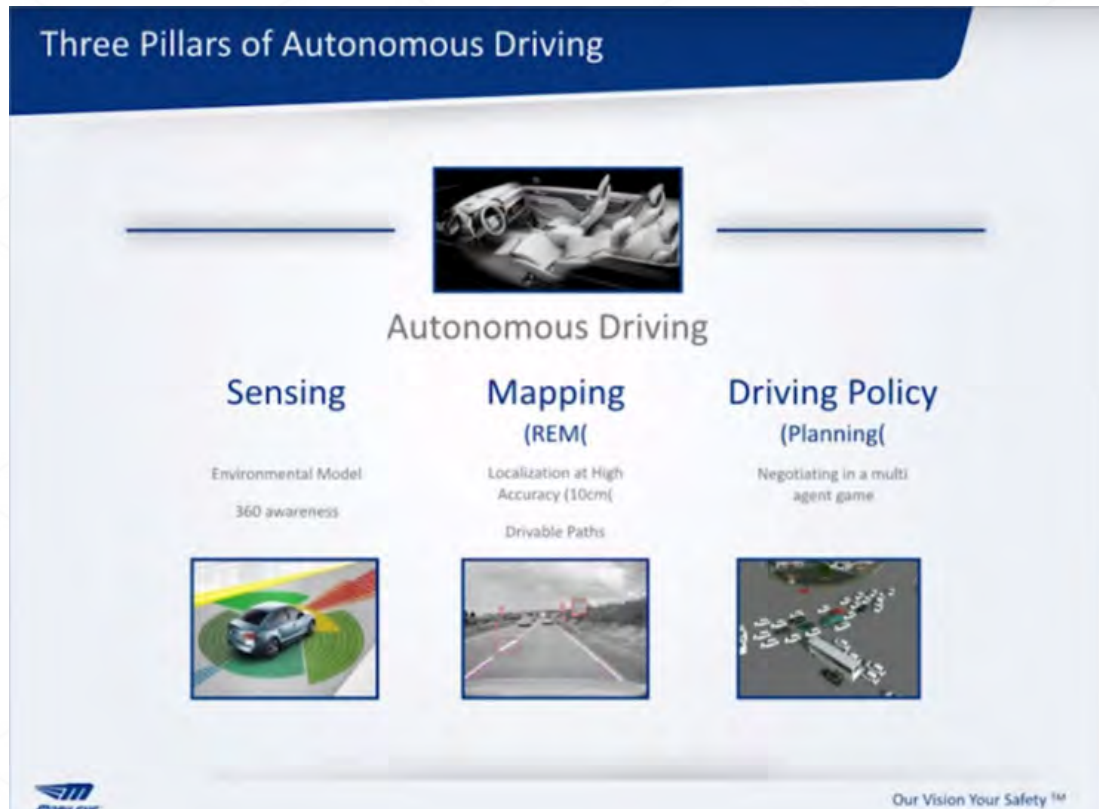 Three Pillars of Autonomous Driving
Autonomous Driving
Sensing
Environmental Model
360 awareness
Mapping
(REM(
Localization at High
Accuracy (10cm(
Drivable Paths
Driving Policy
(Planning(
Negotiating in a multi
agent game
Our Vision Your Safety TM